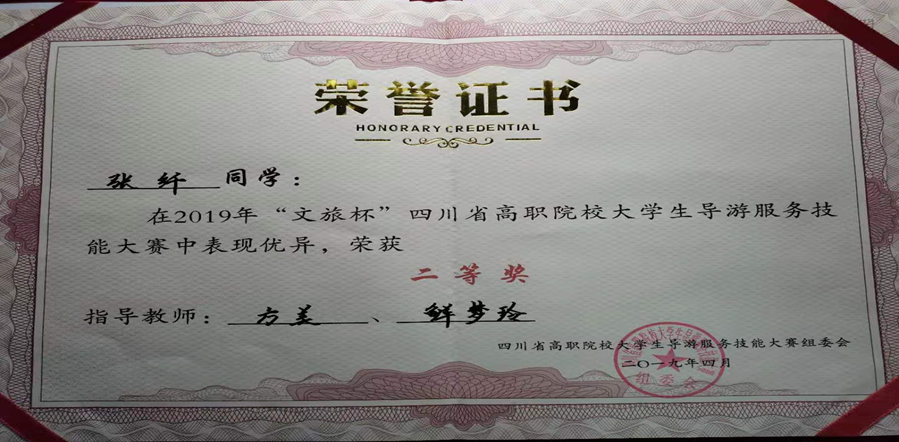 荣誉证书
HONORARY CREDENTIAL
张纤 同学：
在2019年“文旅杯”四川省高职院校大学生导游服务技
能大赛中表现优异，荣获
二等奖
指导教师：方美、鲜梦玲
四川省高职院校大学生导游服务技能大赛组委会
二〇一九年四月
组委会